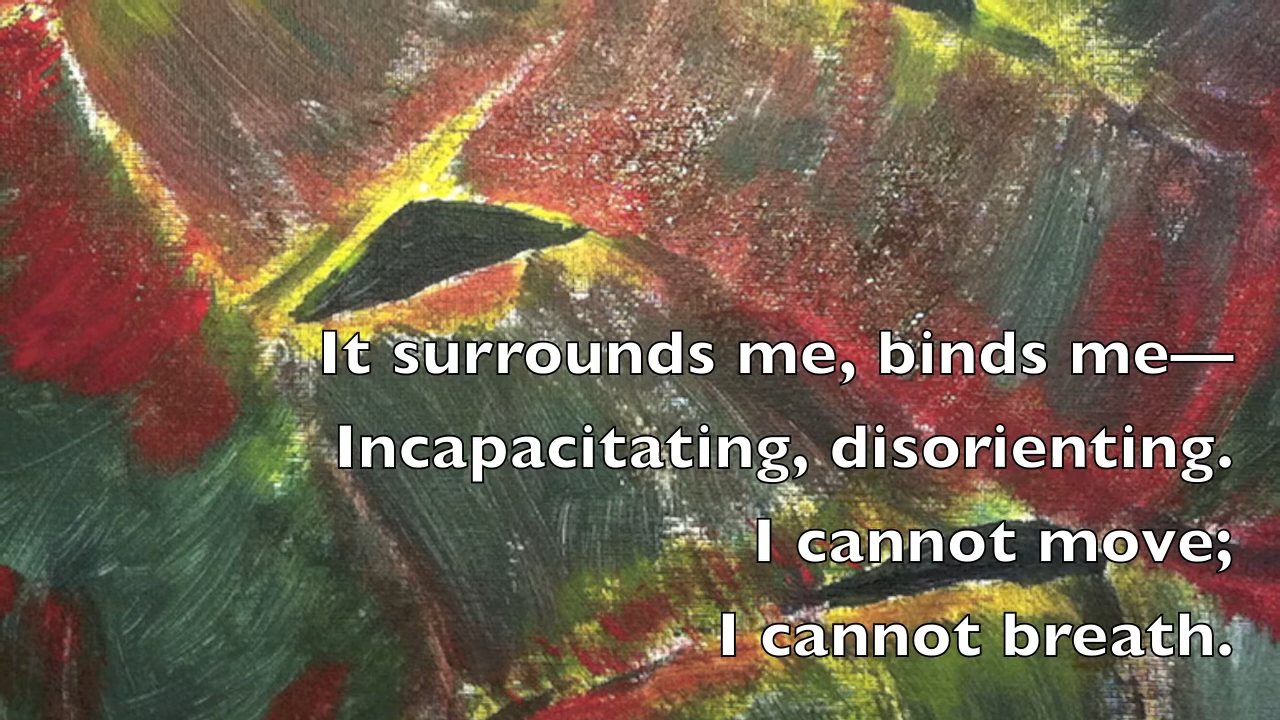 It surrounds me, binds me—
Incapacitating, disorienting.
I cannot move;
I cannot breath.